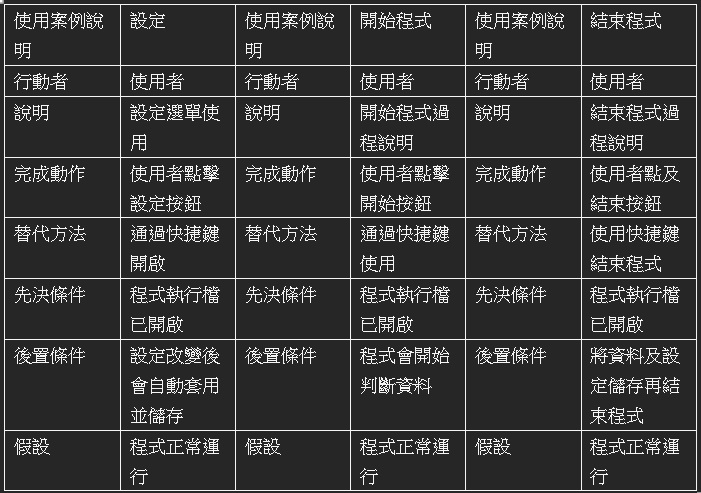 使用案例說
明
設定
使用案例說
明
開始程式
使用案例說
明
結束程式
行動者
使用者
行動者
使用者
行動者
使用者
說明
設定選單使
用
說明
開始程式過
程說明
說明
結束程式過
程說明
完成動作
使用者點擊
設定按鈕
完成動作
使用者點擊
開始按鈕
完成動作
使用者點及
結束按鈕
替代方法
通過快捷鍵
開啟
替代方法
通過快捷鍵
使用
替代方法
使用快捷鍵
結束程式
先決條件
程式執行檔
已開啟
先決條件
程式執行檔
已開啟
先決條件
程式執行檔
已開啟
後置條件
設定改變後
會自動套用
並儲存
後置條件
程式會開始
判斷資料
後置條件
將資料及設
定儲存再結
束程式
假設
程式正常運
行
假設
程式正常運
行
假設
程式正常運
行